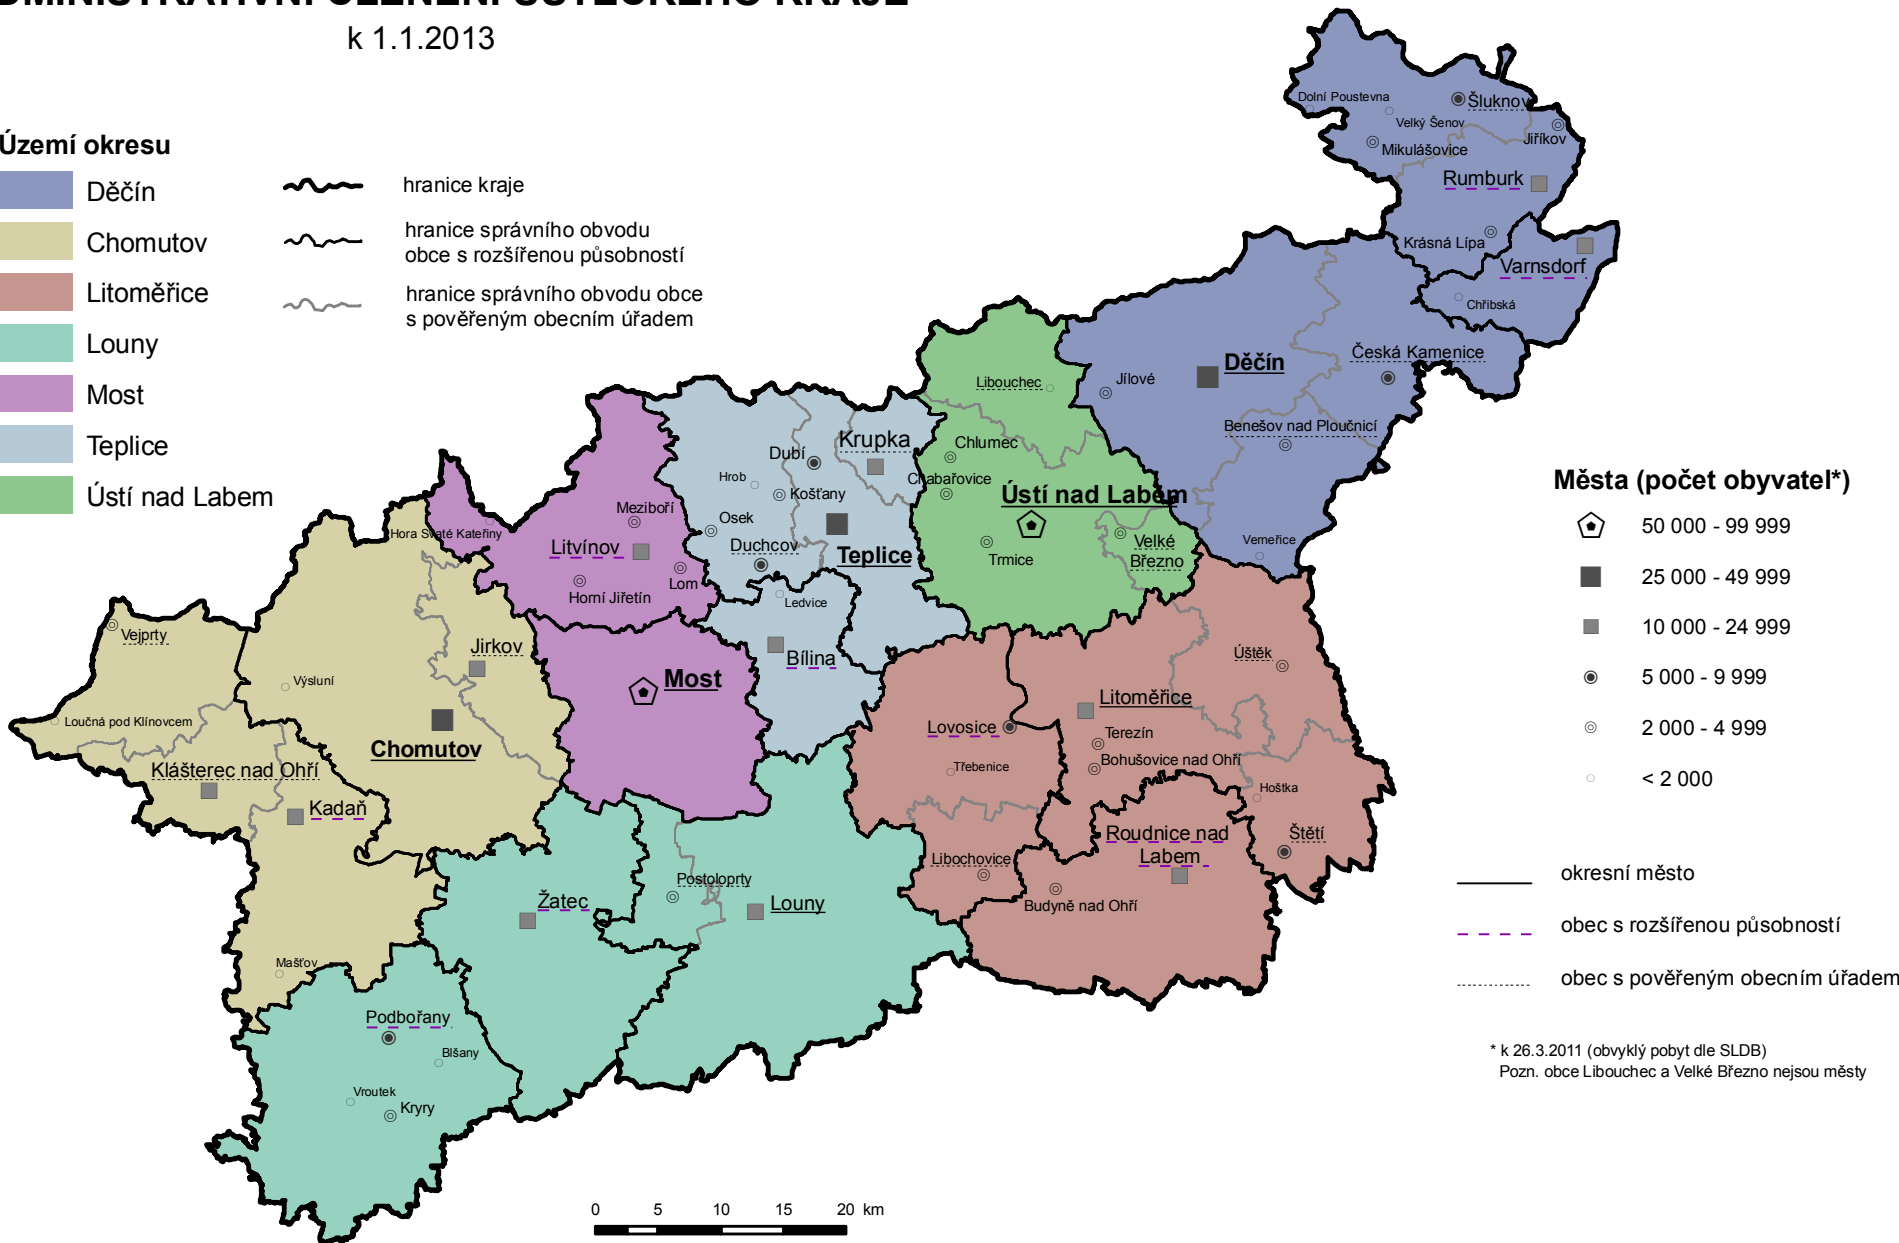 DMINISTRATIVNÍ ČLENĚNÍ ÚSTECKÉHO KRAJE
k 1.1.2013
Území okresu
Děčín
Chomutov
Litoměřice
Louny
Most
Teplice
Ústí nad Labem
hranice kraje
hranice správního obvodu
obce s rozšířenou působností
hranice správního obvodu obce
s pověřeným obecním úřadem
Dolní Poustevna
Šluknov
Velký Šenov
Jiříkov
Mikulášovice
Rumburk
Krásná Lípa
Varnsdorf
Chřibská
Česká Kamenice
Děčín
Jílové
Benešov nad Ploučnicí
Verneřice
Libouchec
Chlumec
Chabařovice
Ústí nad Labem
Trmice
Velké
Březno
Krupka
Dubí
Hrob
Košťany
Osek
Duchcov
Teplice
Ledvice
Bílina
Meziboří
Hora Svaté Kateřiny
Litvínov
Lom
Horní Jiřetín
Most
Vejprty
Jirkov
Výsluní
Loučná pod Klínovcem
Chomutov
Klášterec nad Ohří
Kadaň
Mašťov
Úštěk
Litoměřice
Lovosice
Terezín
Bohušovice nad Ohří
Třebenice
Hoštka
Roudnice nad
Labem
Štětí
Libochovice
Budyně nad Ohří
Postoloprty
Žatec
Louny
Podbořany
Blšany
Vroutek
Kryry
Města (počet obyvatel*)
50 000 - 99 999
25 000 - 49 999
10 000 - 24 999
5 000 - 9 999
2 000 - 4 999
< 2 000
okresní město
obec s rozšířenou působností
obec s pověřeným obecním úřadem
* k 26.3.2011 (obvyklý pobyt dle SLDB)
Pozn. obce Libouchec a Velké Březno nejsou městy
0 5 10 15 20 km